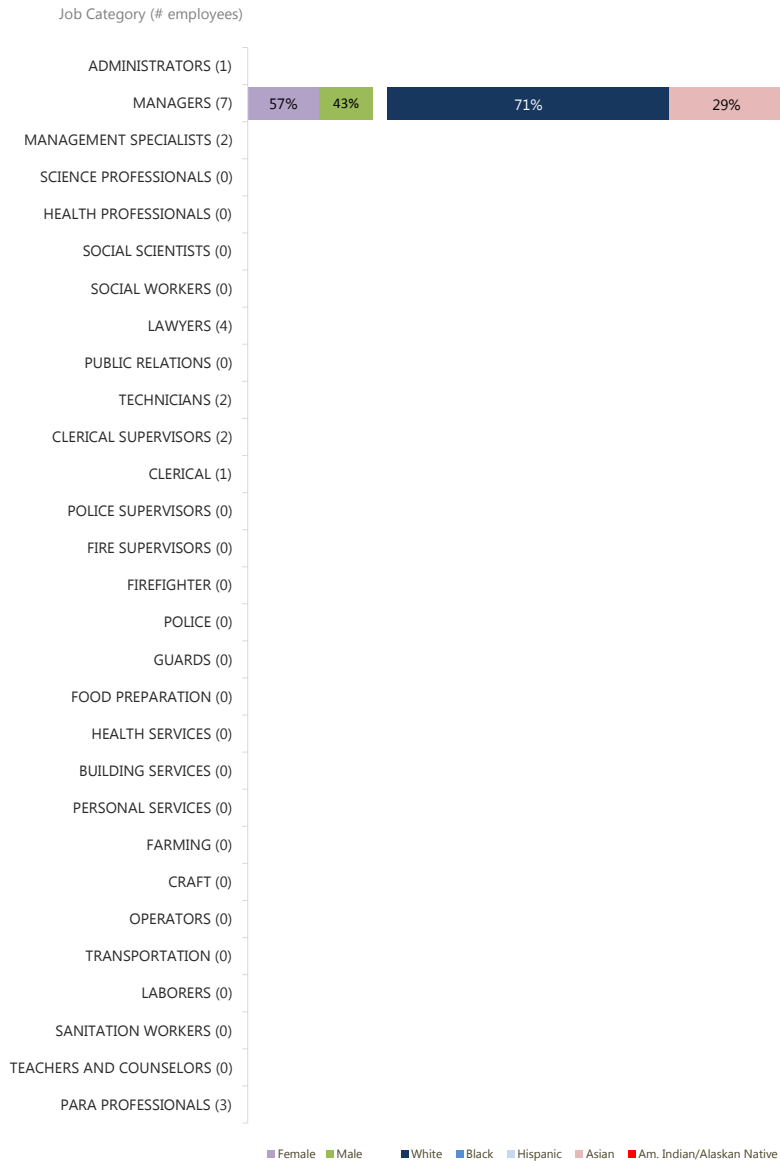 Job Category (# employees)
ADMINISTRATORS (1)
MANAGERS (7) 57% 43% 71% 29%
MANAGEMENT SPECIALISTS (2)
SCIENCE PROFESSIONALS (0)
HEALTH PROFESSIONALS (0)
SOCIAL SCIENTISTS (0)
SOCIAL WORKERS (0)
LAWYERS (4)
PUBLIC RELATIONS (0)
TECHNICIANS (2)
CLERICAL SUPERVISORS (2)
CLERICAL (1)
POLICE SUPERVISORS (0)
FIRE SUPERVISORS (0)
FIREFIGHTER (0)
POLICE (0)
GUARDS (0)
FOOD PREPARATION (0)
HEALTH SERVICES (0)
BUILDING SERVICES (0)
PERSONAL SERVICES (0)
FARMING (0)
CRAFT (0)
OPERATORS (0)
TRANSPORTATION (0)
LABORERS (0)
SANITATION WORKERS (0)
TEACHERS AND COUNSELORS (0)
PARA PROFESSIONALS (3)
Female Male White Black Hispanic Asian Am. Indian/Alaskan Native